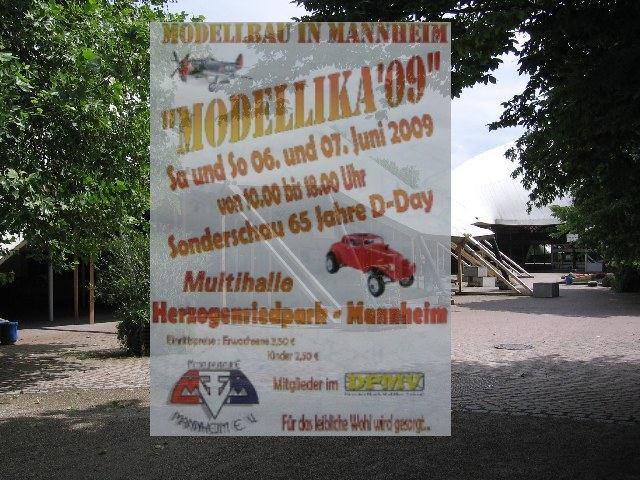 MODELLBAU IN MANNHEIM
"MODELLIKA'09"
Sa und So 06. und 07. Juni 2009
von 10.00 bis 18.00 Uhr
Sonderschau 65 Jahre D-Day
Multihalle
Herzogenriedpark - Mannheim
Eintrittspreise : Erwachsene 3,50 €
Kinder 2,50 €
Mitglieder im DPMV
MANNHEIM E.V.
Für das leibliche Wohl wird gesorgt...